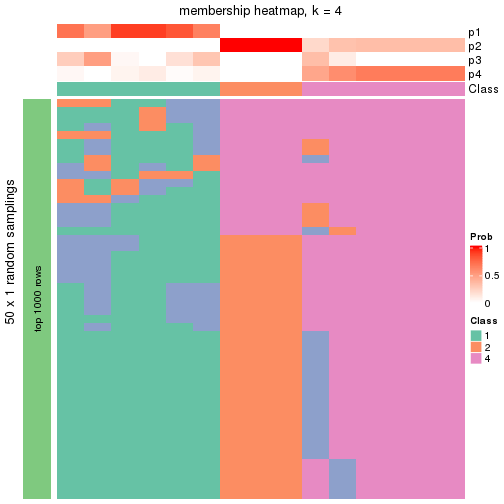 membership heatmap, k = 4
p1
p2
p3
p4
Class
50 x 1 random samplings
top 1000 rows
Prob
1
0.5
0
Class
1
2
4